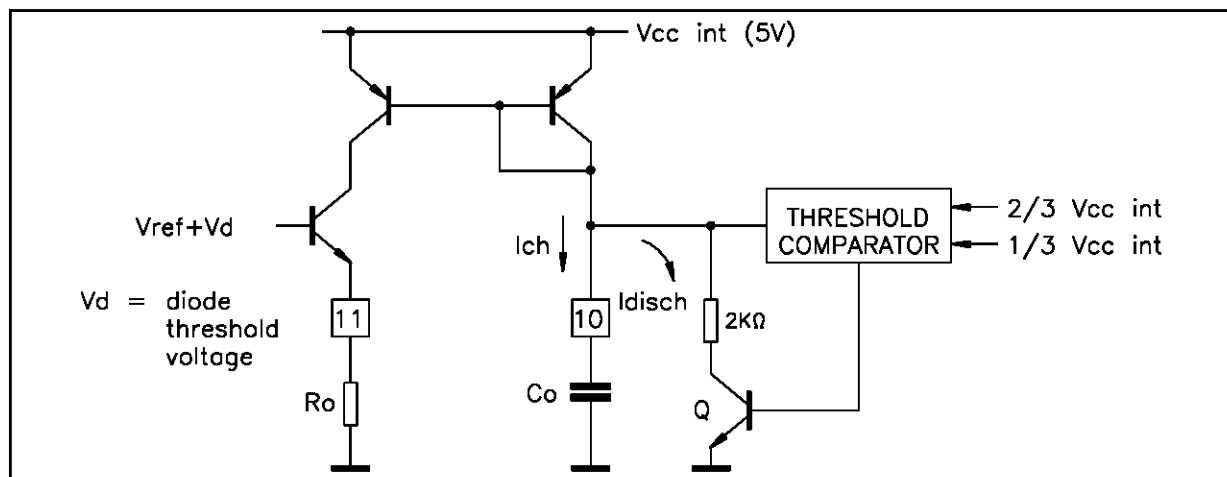 Vcc int (5V)
Vref+Vd
Vd = diode
threshold
voltage
11
Ro
Ich
Idisch
10
Co
2KΩ
Q
THRESHOLD
COMPARATOR
2/3 Vcc int
1/3 Vcc int